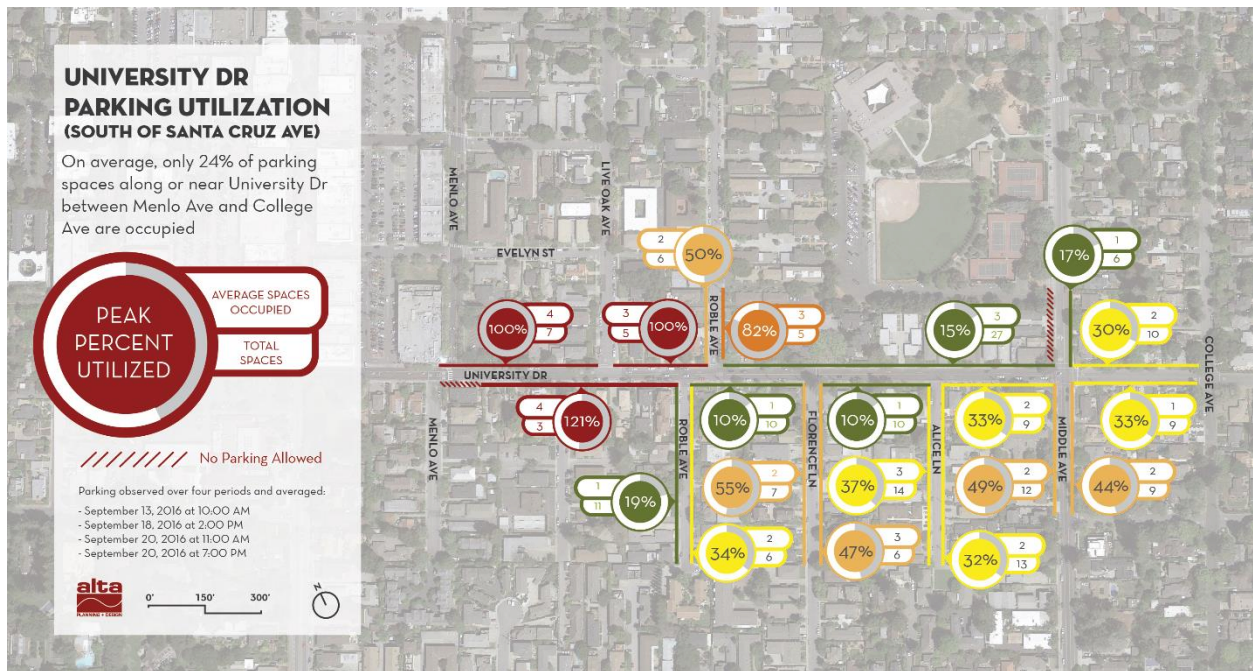 UNIVERSITY DR
PARKING UTILIZATION
(SOUTH OF SANTA CRUZ AVE)
On average, only 24% of parking
spaces along or near University Dr
between Menlo Ave and College
Ave are occupied
PEAK
PERCENT
UTILIZED
AVERAGE SPACES
OCCUPIED
TOTAL
SPACES
No Parking Allowed
Parking observed over four periods and averaged:
- September 13, 2016 at 10:00 AM
- September 18, 2016 at 2:00 PM
- September 20, 2016 at 11:00 AM
- September 20, 2016 at 7:00 PM
alta
PLANNING + DESIGN
0'
150'
300'
Z
MENLO AVE
LIVE OAK AVE
EVELYN ST
2
6
50%
1
6
17%
100%
4
7
3
5
100%
ROBLE AVE
82%
3
5
15%
3
27
30%
2
10
COLLEGE AVE
UNIVERSITY DR
MENLO AVE
4
3
121%
ROBLE AVE
10%
1
10
FLORENCE LN
10%
1
10
ALICE LN
33%
2
9
MIDDLE AVE
33%
1
9
1
11
19%
55%
2
7
37%
3
14
49%
2
12
44%
2
9
34%
2
6
47%
3
6
32%
2
13